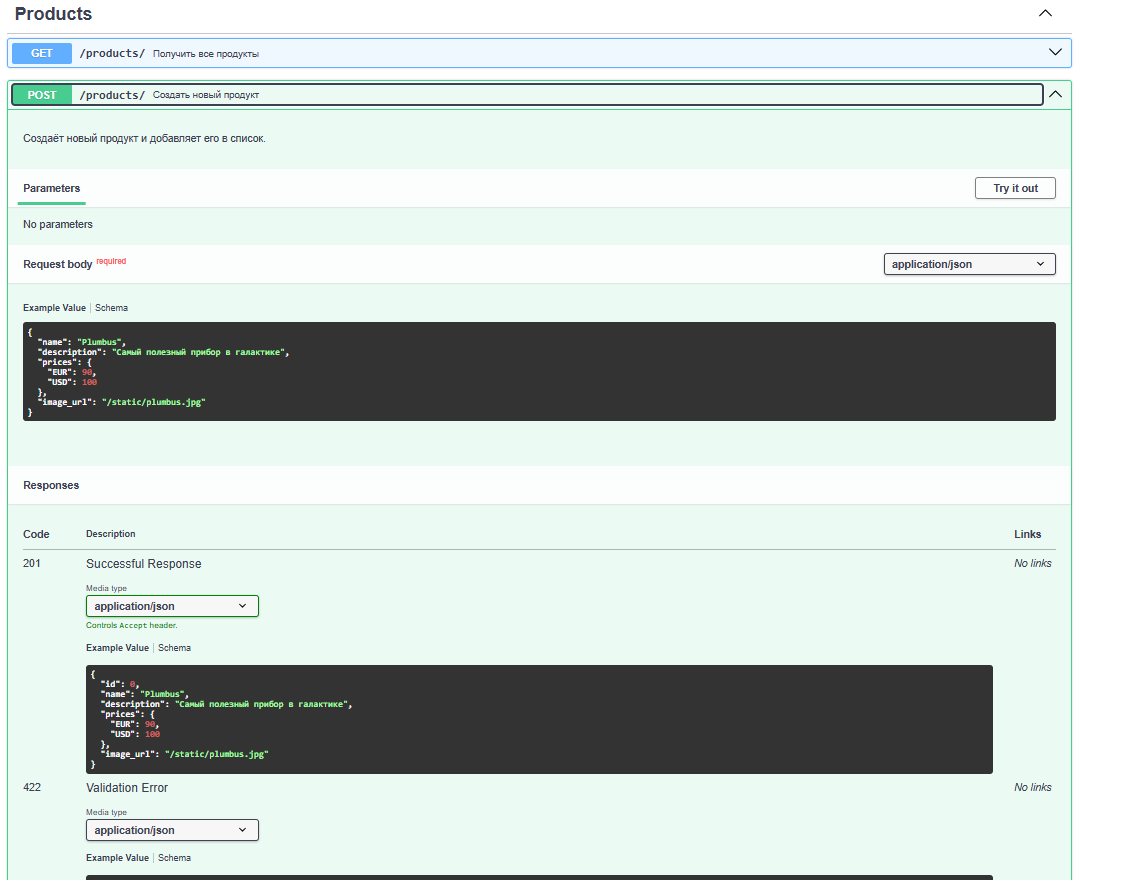 Products
GET /products/ Получить все продукты
POST /products/ Создать новый продукт
Создаёт новый продукт и добавляет его в список.
Parameters
Try it out
No parameters
Request body required
application/json
Example Value | Schema
{
"name": "Plumbus",
"description": "Самый полезный прибор в галактике",
"prices": {
"EUR": 90,
"USD": 100
},
"image_url": "/static/plumbus.jpg"
}
Responses
Code Description Links
201 Successful Response No links
Media type
application/json
Controls Accept header.
Example Value | Schema
{
"id": 0,
"name": "Plumbus",
"description": "Самый полезный прибор в галактике",
"prices": {
"EUR": 90,
"USD": 100
},
"image_url": "/static/plumbus.jpg"
}
422 Validation Error No links
Media type
application/json
Example Value | Schema